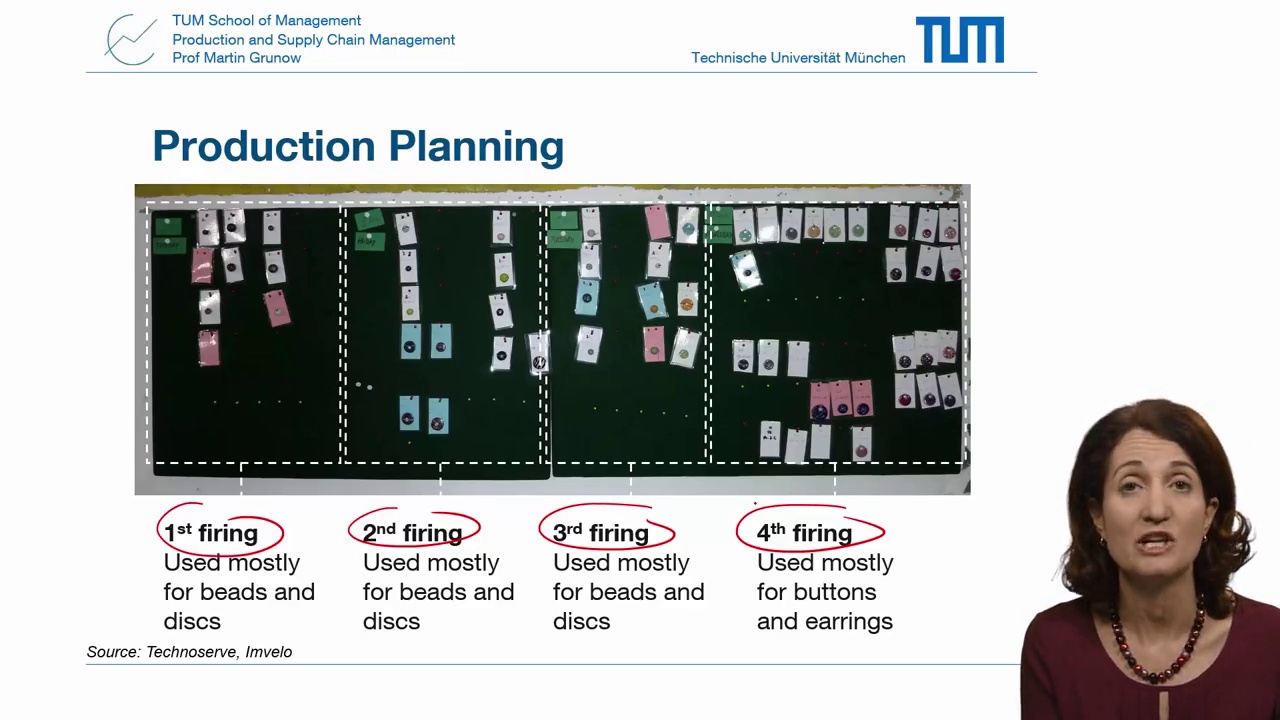 TUM School of Management
Production and Supply Chain Management
Prof Martin Grunow
Technische Universität München
TUM
Production Planning
1st firing
Used mostly
for beads and
discs
2nd firing
Used mostly
for beads and
discs
3rd firing
Used mostly
for beads and
discs
4th firing
Used mostly
for buttons
and earrings
Source: Technoserve, Imvelo